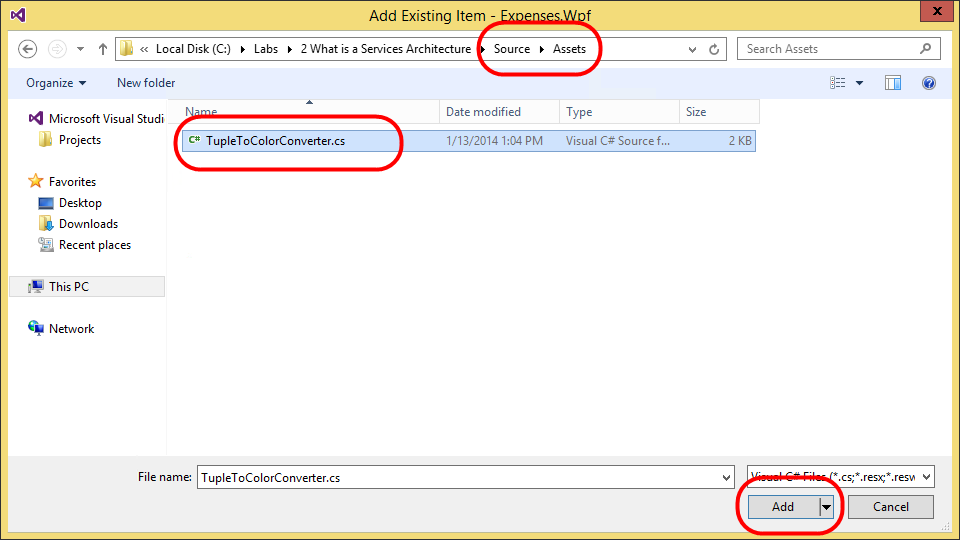 Add Existing Item - Expenses.Wpf
« Local Disk (C:) Labs 2 What is a Services Architecture Source Assets
Search Assets
Organize New folder
Name Date modified Type Size
TupleToColorConverter.cs 1/13/2014 1:04 PM Visual C# Source f... 2 KB
Microsoft Visual Studi
Projects
Favorites
Desktop
Downloads
Recent places
This PC
Network
File name: TupleToColorConverter.cs Visual C# Files (*.cs;*.resx;*.resw
Add Cancel